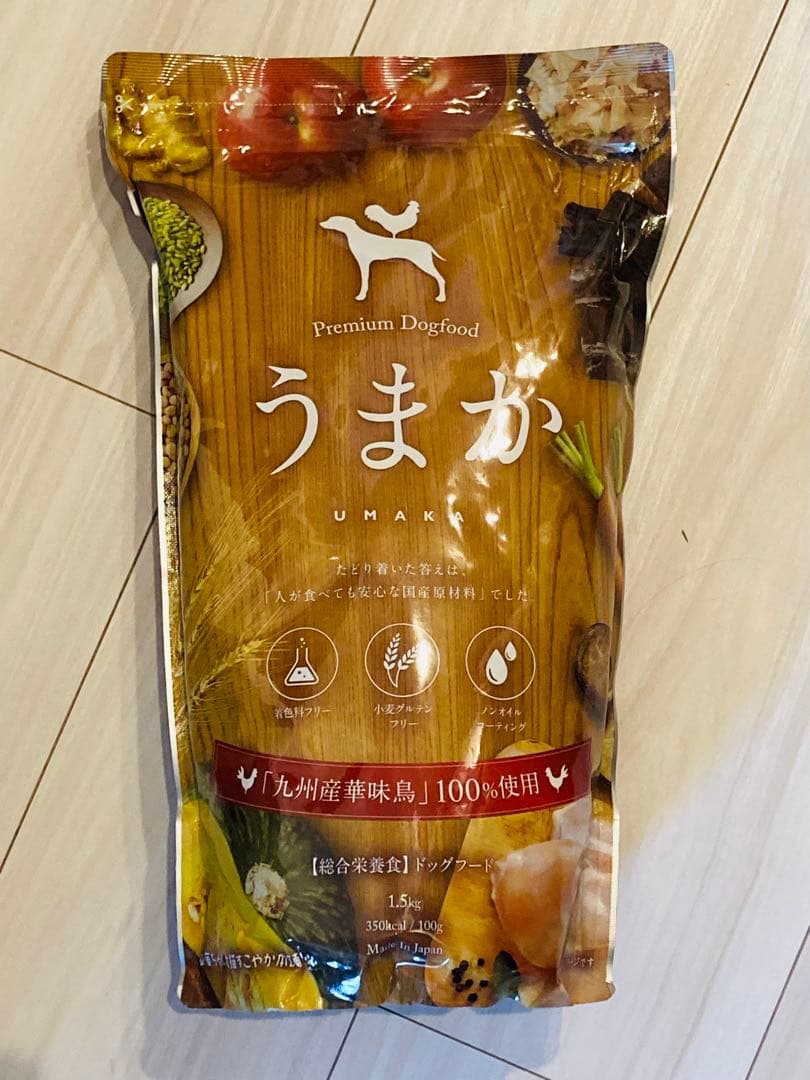 Premium Dogfood
うまか
UMAKA
たどり着いた答えは、
「人が食べても安心な国産原材料」でした
着色料フリー
小麦グルテン
フリー
ノンオイル
コーティング
「九州産華味鳥」100%使用
【総合栄養食】ドッグフード
1.5kg
350kcal/100g
Made In Japan